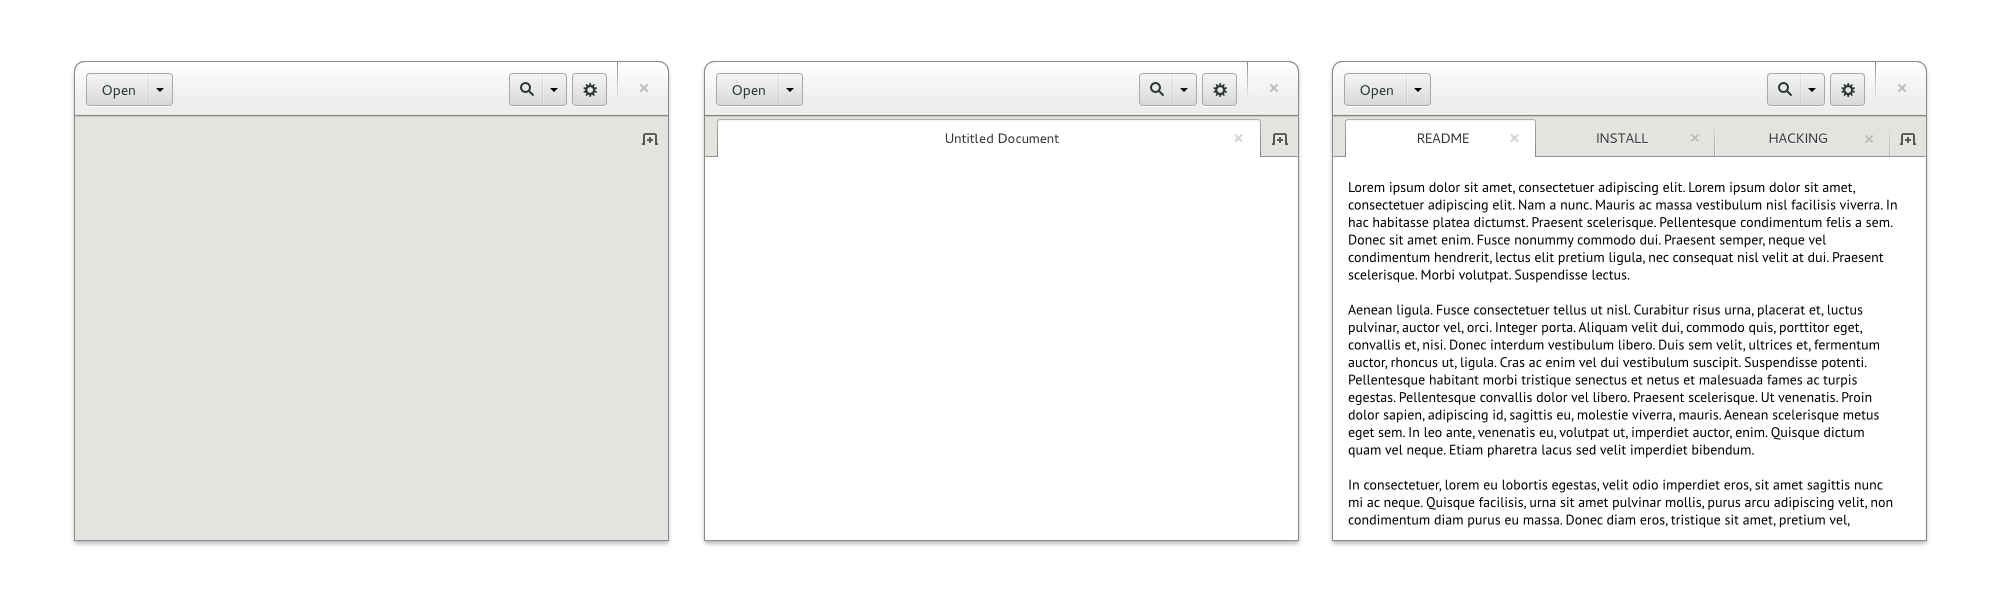 Open
Open
Untitled Document
Open
README
INSTALL
HACKING
Lorem ipsum dolor sit amet, consectetuer adipiscing elit. Lorem ipsum dolor sit amet,
consectetuer adipiscing elit. Nam a nunc. Mauris ac massa vestibulum nisl facilisis viverra. In
hac habitasse platea dictumst. Praesent scelerisque. Pellentesque condimentum felis a sem.
Donec sit amet enim. Fusce nonummy commodo dui. Praesent semper, neque vel
condimentum hendrerit, lectus elit pretium ligula, nec consequat nisl velit at dui. Praesent
scelerisque. Morbi volutpat. Suspendisse lectus.
Aenean ligula. Fusce consectetuer tellus ut nisl. Curabitur risus urna, placerat et, luctus
pulvinar, auctor vel, orci. Integer porta. Aliquam velit dui, commodo quis, porttitor eget,
convallis et, nisi. Donec interdum vestibulum libero. Duis sem velit, ultrices et, fermentum
auctor, rhoncus ut, ligula. Cras ac enim vel dui vestibulum suscipit. Suspendisse potenti.
Pellentesque habitant morbi tristique senectus et netus et malesuada fames ac turpis
egestas. Pellentesque convallis dolor vel libero. Praesent scelerisque. Ut venenatis. Proin
dolor sapien, adipiscing id, sagittis eu, molestie viverra, mauris. Aenean scelerisque metus
eget sem. In leo ante, venenatis eu, volutpat ut, imperdiet auctor, enim. Quisque dictum
quam vel neque. Etiam pharetra lacus sed velit imperdiet bibendum.
In consectetuer, lorem eu lobortis egestas, velit odio imperdiet eros, sit amet sagittis nunc
mi ac neque. Quisque facilisis, urna sit amet pulvinar mollis, purus arcu adipiscing velit, non
condimentum diam purus eu massa. Donec diam eros, tristique sit amet, pretium vel,